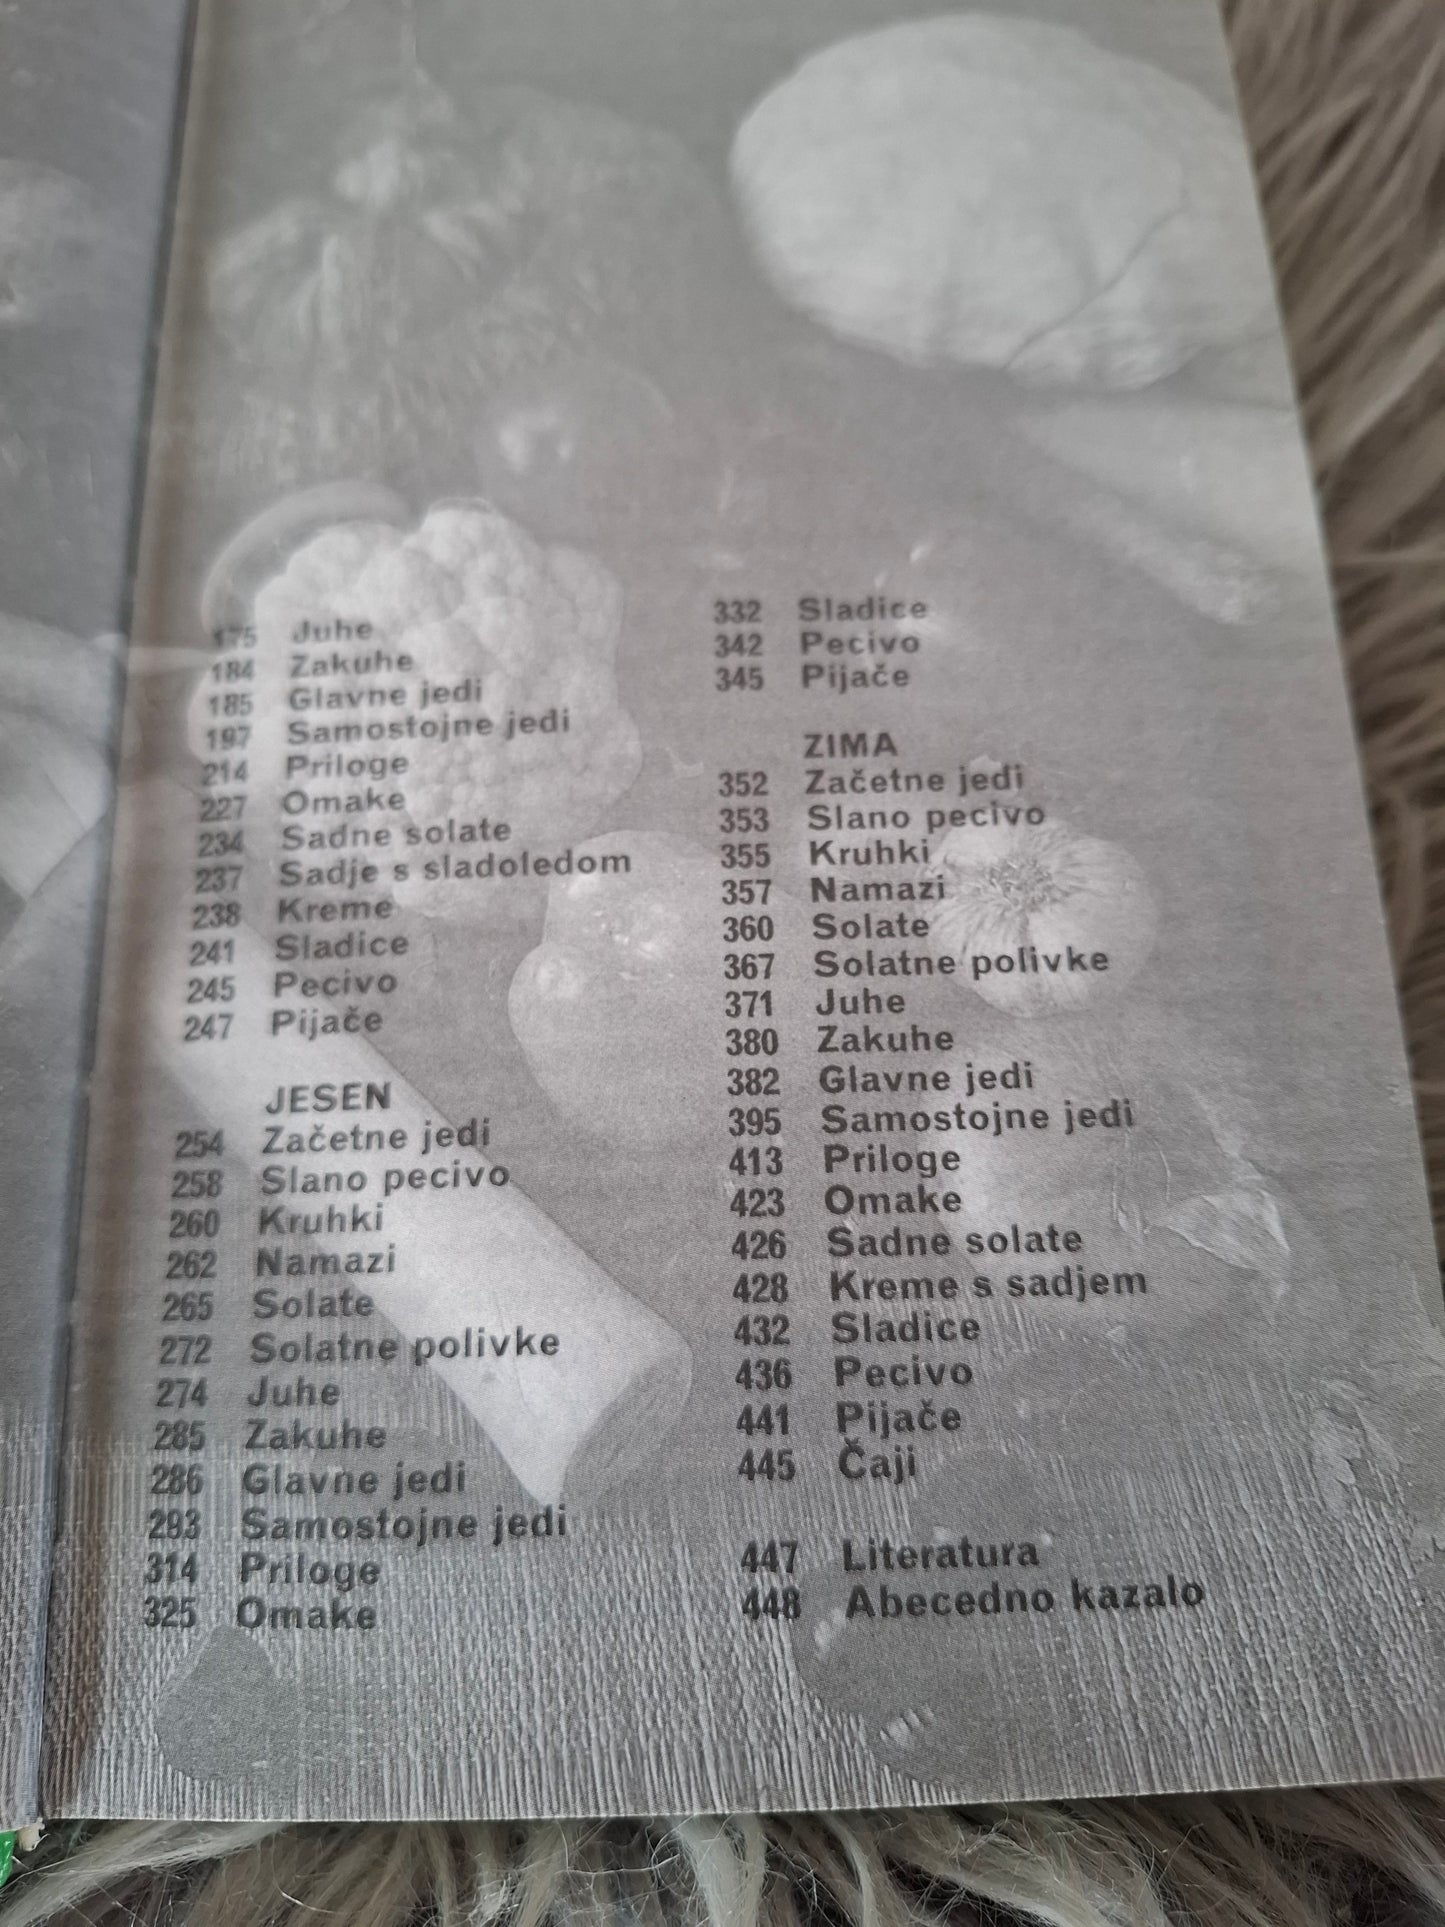 175 Juhe
184 Zakuhe
185 Glavne jedi
197 Samostojne jedi
214 Priloge
227 Omake
234 Sadne solate
237 Sadje s sladoledom
238 Kreme
241 Sladice
245 Pecivo
247 Pijače
JESEN
254 Začetne jedi
258 Slano pecivo
260 Kruhki
262 Namazi
265 Solate
272 Solatne polivke
274 Juhe
285 Zakuhe
286 Glavne jedi
293 Samostojne jedi
314 Priloge
325 Omake
332 Sladice
342 Pecivo
345 Pijače
ZIMA
352 Začetne jedi
353 Slano pecivo
355 Kruhki
357 Namazi
360 Solate
367 Solatne polivke
371 Juhe
380 Zakuhe
382 Glavne jedi
395 Samostojne jedi
413 Priloge
423 Omake
426 Sadne solate
428 Kreme s sadjem
432 Sladice
436 Pecivo
441 Pijače
445 Čaji
447 Literatura
448 Abecedno kazalo